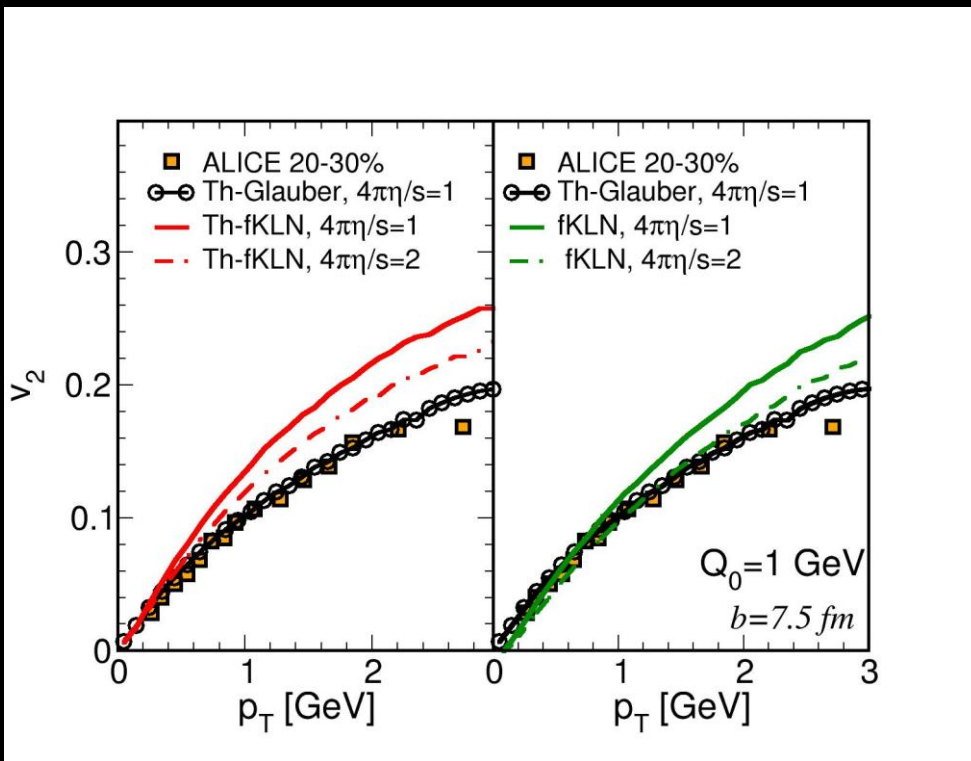 ALICE 20-30%
Th-Glauber, 4πη/s=1
Th-fKLN, 4πη/s=1
Th-fKLN, 4πη/s=2
ALICE 20-30%
Th-Glauber, 4πη/s=1
fKLN, 4πη/s=1
fKLN, 4πη/s=2
0.3
0.2
0.1
0
v₂
Q₀=1 GeV
b=7.5 fm
0 1 2 0 1 2 3
p_T [GeV] p_T [GeV]